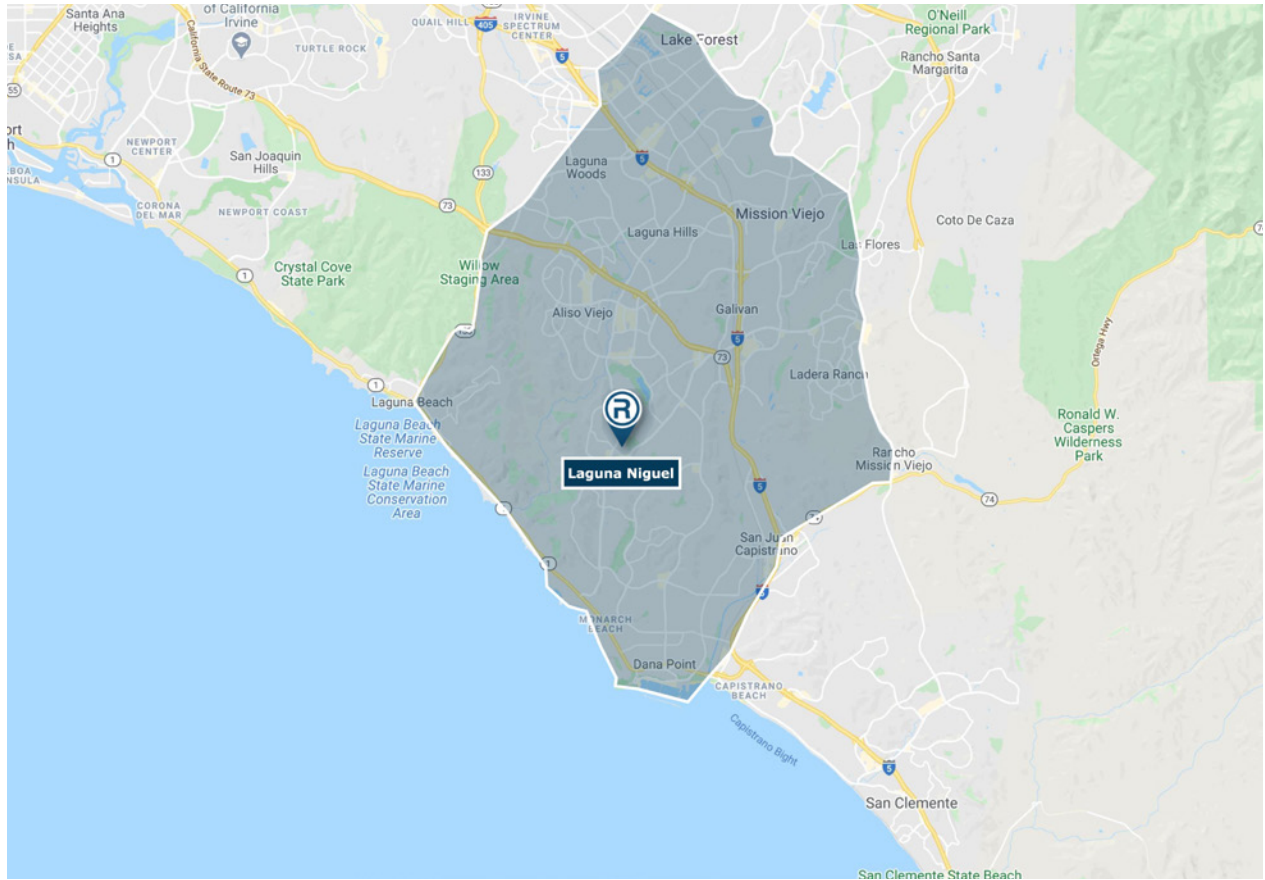 Santa Ana
Heights
of California
Irvine
QUAIL HILL
405
IRVINE
SPECTRUM
CENTER
5
Lake Forest
O'Neill
Regional Park
Rancho Santa
Margarita
TURTLE ROCK
California State Route 73
55
NEWPORT
CENTER
1
San Joaquin
Hills
133
Laguna
Woods
5
CORONA
DEL MAR
NEWPORT COAST
73
Mission Viejo
Coto De Caza
Laguna Hills
Las Flores
Crystal Cove
State Park
Willow
Staging Area
1
Aliso Viejo
Galivan
5
73
Ortega Hwy
Ladera Ranch
1
Laguna Beach
Laguna Beach
State Marine
Reserve
R
Ronald W.
Caspers
Wilderness
Park
Laguna Beach
State Marine
Conservation
Area
Laguna Niguel
Rancho
Mission Viejo
5
74
San Juan
Capistrano
1
5
MONARCH
BEACH
Dana Point
CAPISTRANO
BEACH
Capistrano Bight
5
San Clemente
San Clemente State Beach